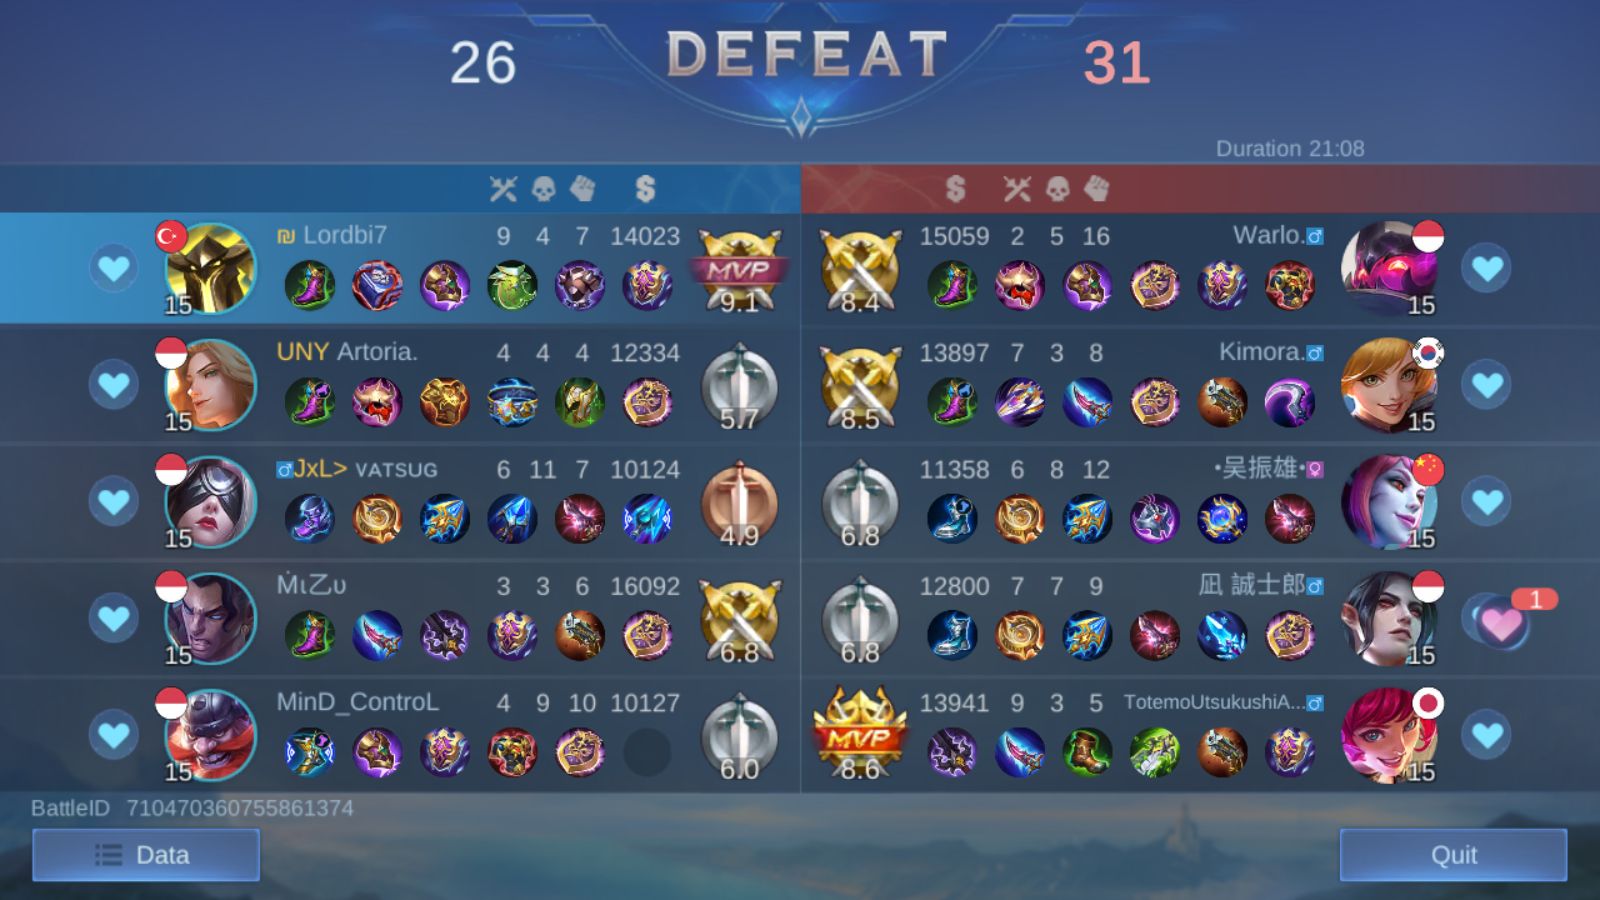 26 DEFEAT 31
Duration 21:08
Lordbi7 9 4 7 14023 MVP 9.1 15
8.4 15059 2 5 16 Warlo. 15
UNY Artoria. 4 4 4 12334 5.7 15
8.5 13897 7 3 8 Kimora. 15
JxL> VATSUG 6 11 7 10124 4.9 15
6.8 11358 6 8 12 •吴振雄• 15
Ṁι乙υ 3 3 6 16092 6.8 15
6.8 12800 7 7 9 凪 誠士郎 15 1
MinD_ControL 4 9 10 10127 6.0 15
MVP 8.6 13941 9 3 5 TotemoUtsukushiA... 15
BattleID 710470360755861374
Data
Quit